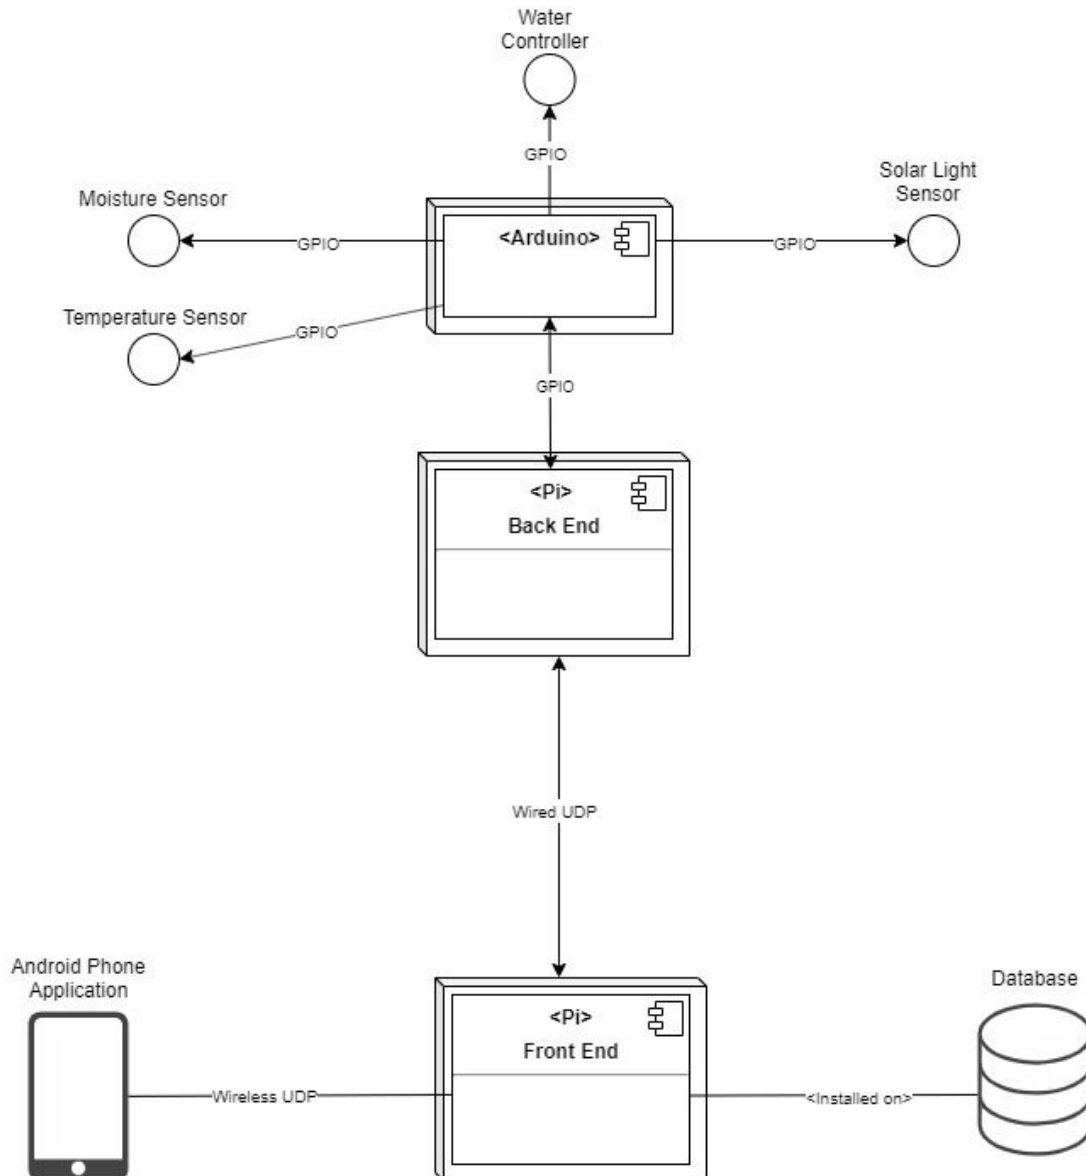 Water
Controller
GPIO
Solar Light
Sensor
Moisture Sensor
<Arduino>
GPIO
GPIO
Temperature Sensor
GPIO
GPIO
<Pi>
Back End
Wired UDP
Android Phone
Application
Database
<Pi>
Front End
Wireless UDP
<Installed on>